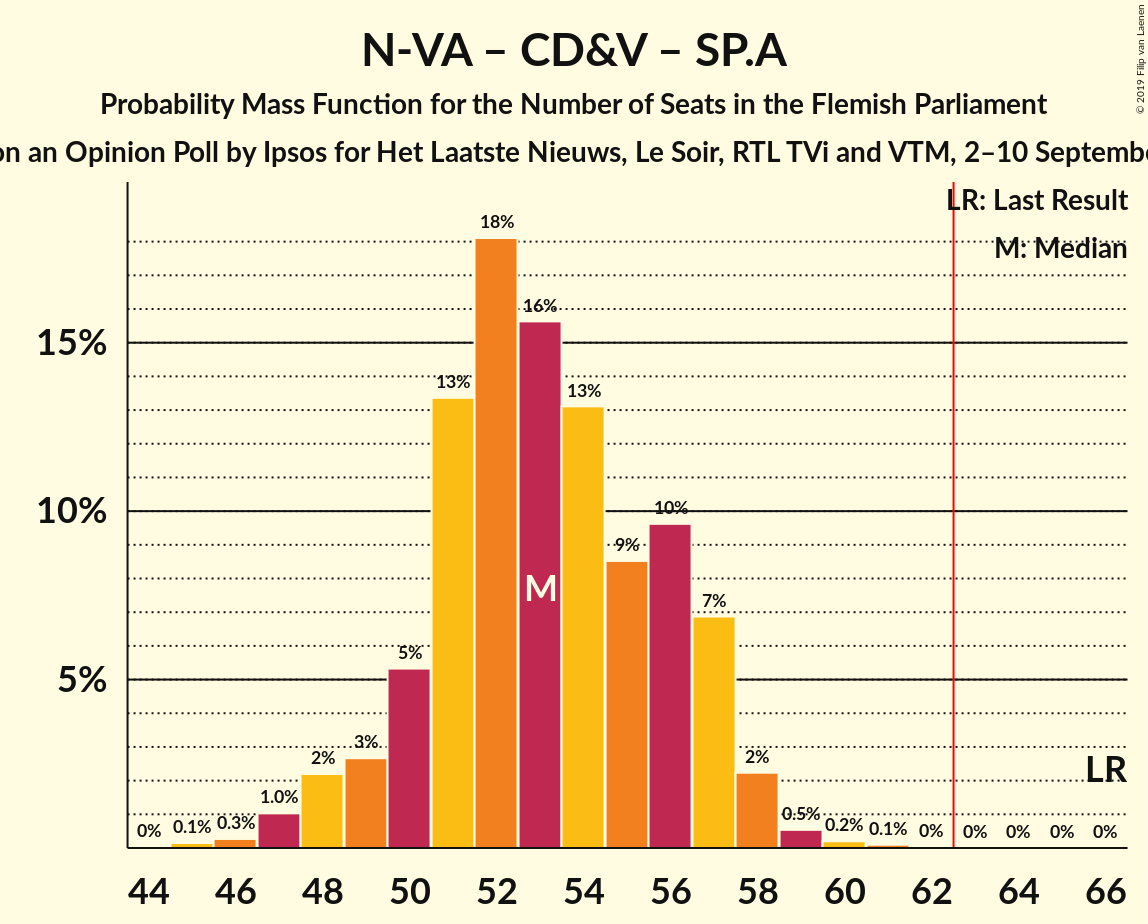 N-VA – CD&V – SP.A
Probability Mass Function for the Number of Seats in the Flemish Parliament
on an Opinion Poll by Ipsos for Het Laatste Nieuws, Le Soir, RTL TVi and VTM, 2–10 Septembe
© 2019 Filip van Laenen
LR: Last Result
M: Median
15%
10%
5%
0%
0.1%
0.3%
1.0%
2%
3%
5%
13%
18%
16%
13%
9%
10%
7%
2%
0.5%
0.2%
0.1%
0%
0%
0%
0%
0%
M
LR
44 46 48 50 52 54 56 58 60 62 64 66